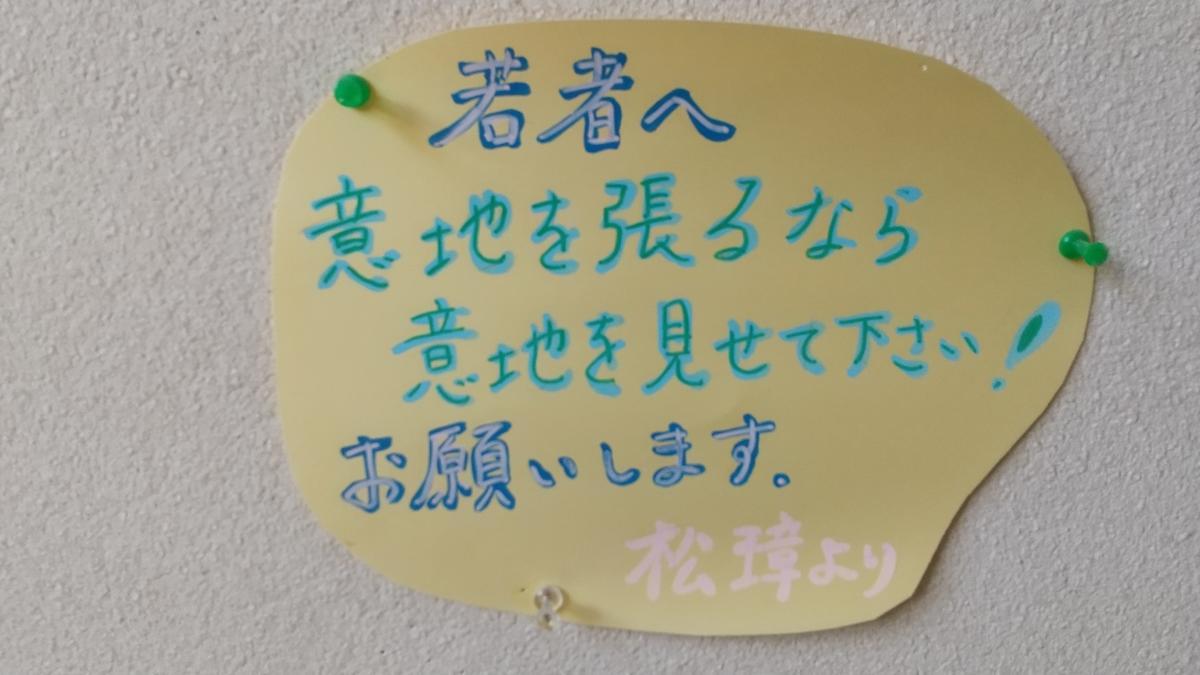 若者へ
意地を張るなら
意地を見せて下さい!
お願いします。
松璋より